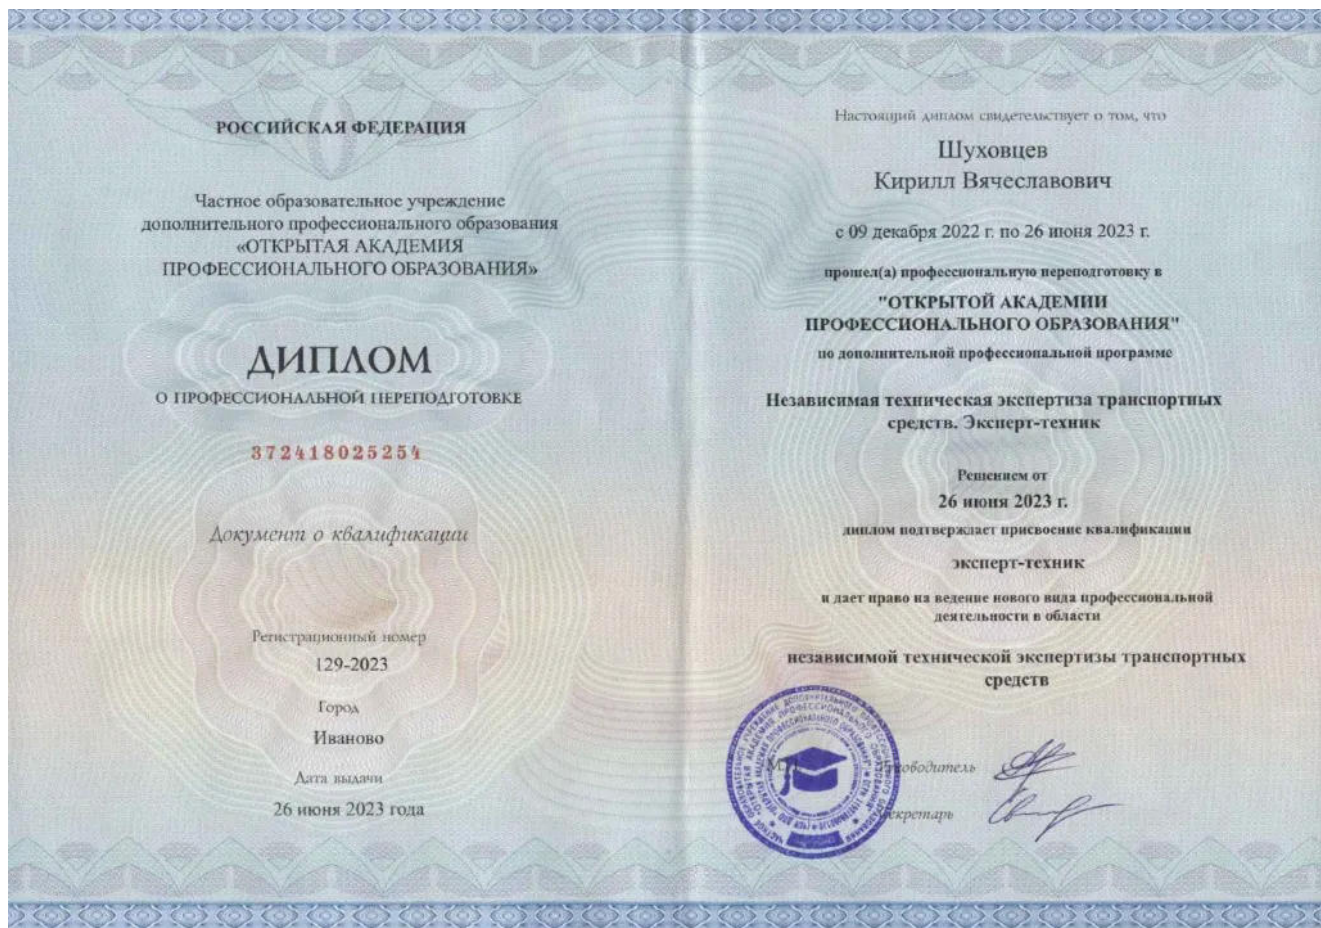 РОССИЙСКАЯ ФЕДЕРАЦИЯ
Частное образовательное учреждение
дополнительного профессионального образования
«ОТКРЫТАЯ АКАДЕМИЯ
ПРОФЕССИОНАЛЬНОГО ОБРАЗОВАНИЯ»
ДИПЛОМ
О ПРОФЕССИОНАЛЬНОЙ ПЕРЕПОДГОТОВКЕ
372418025254
Документ о квалификации
Регистрационный номер
129-2023
Город
Иваново
Дата выдачи
26 июня 2023 года
Настоящий диплом свидетельствует о том, что
Шуховцев
Кирилл Вячеславович
с 09 декабря 2022 г. по 26 июня 2023 г.
прошел(а) профессиональную переподготовку в
"ОТКРЫТОЙ АКАДЕМИИ
ПРОФЕССИОНАЛЬНОГО ОБРАЗОВАНИЯ"
по дополнительной профессиональной программе
Независимая техническая экспертиза транспортных
средств. Эксперт-техник
Решением от
26 июня 2023 г.
диплом подтверждает присвоение квалификации
эксперт-техник
и дает право на ведение нового вида профессиональной
деятельности в области
независимой технической экспертизы транспортных
средств
М.П.
Руководитель
Секретарь